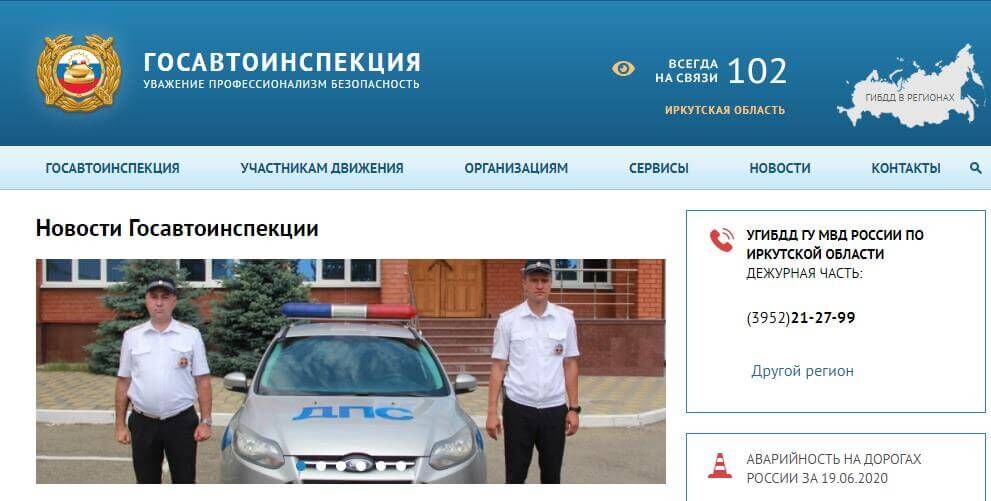 ГОСАВТОИНСПЕКЦИЯ
УВАЖЕНИЕ ПРОФЕССИОНАЛИЗМ БЕЗОПАСНОСТЬ
ВСЕГДА
НА СВЯЗИ 102
ИРКУТСКАЯ ОБЛАСТЬ
ГИБДД В РЕГИОНАХ
ГОСАВТОИНСПЕКЦИЯ УЧАСТНИКАМ ДВИЖЕНИЯ ОРГАНИЗАЦИЯМ СЕРВИСЫ НОВОСТИ КОНТАКТЫ
Новости Госавтоинспекции
ДПС
УГИБДД ГУ МВД РОССИИ ПО
ИРКУТСКОЙ ОБЛАСТИ
ДЕЖУРНАЯ ЧАСТЬ:
(3952)21-27-99
Другой регион
АВАРИЙНОСТЬ НА ДОРОГАХ
РОССИИ ЗА 19.06.2020